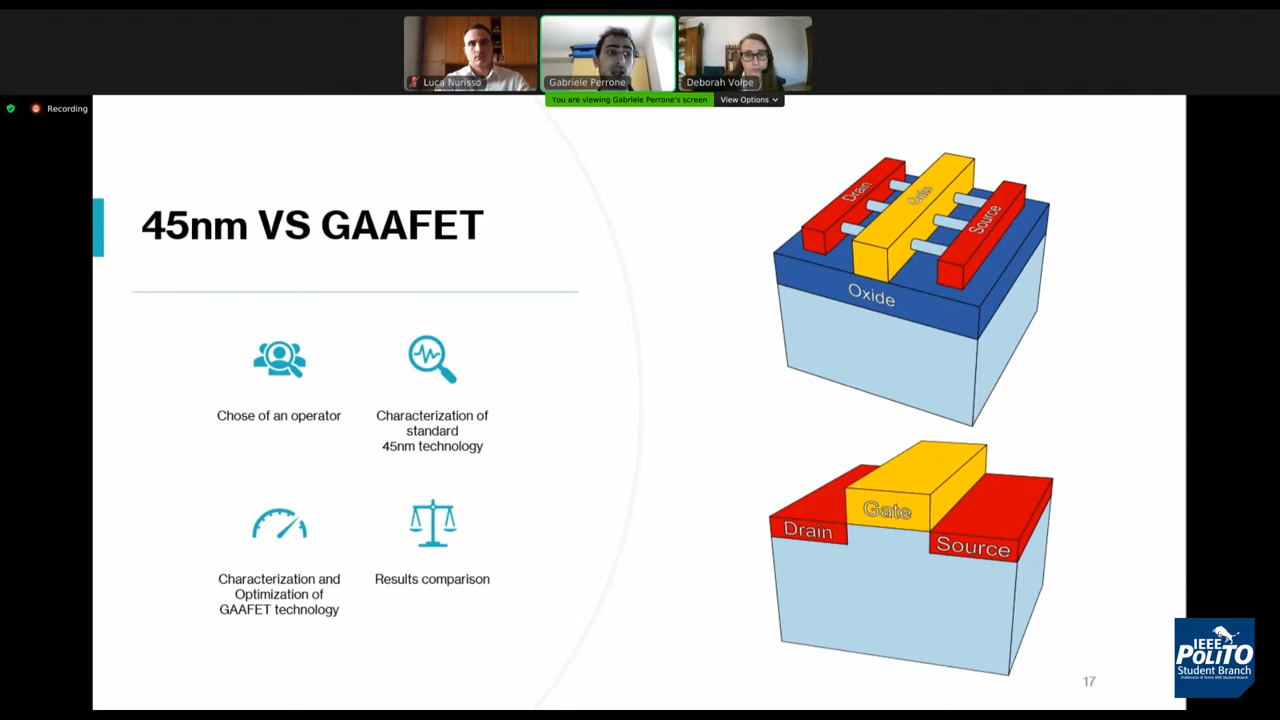 Luca Nurisso
Gabriele Perrone
Deborah Volpe
You are viewing Gabriele Perrone's screen
View Options
Recording
45nm VS GAAFET
Chose of an operator
Characterization of
standard
45nm technology
Characterization and
Optimization of
GAAFET technology
Results comparison
Drain
Gate
Source
Oxide
Drain
Gate
Source
17
IEEE
POLITO
Student Branch